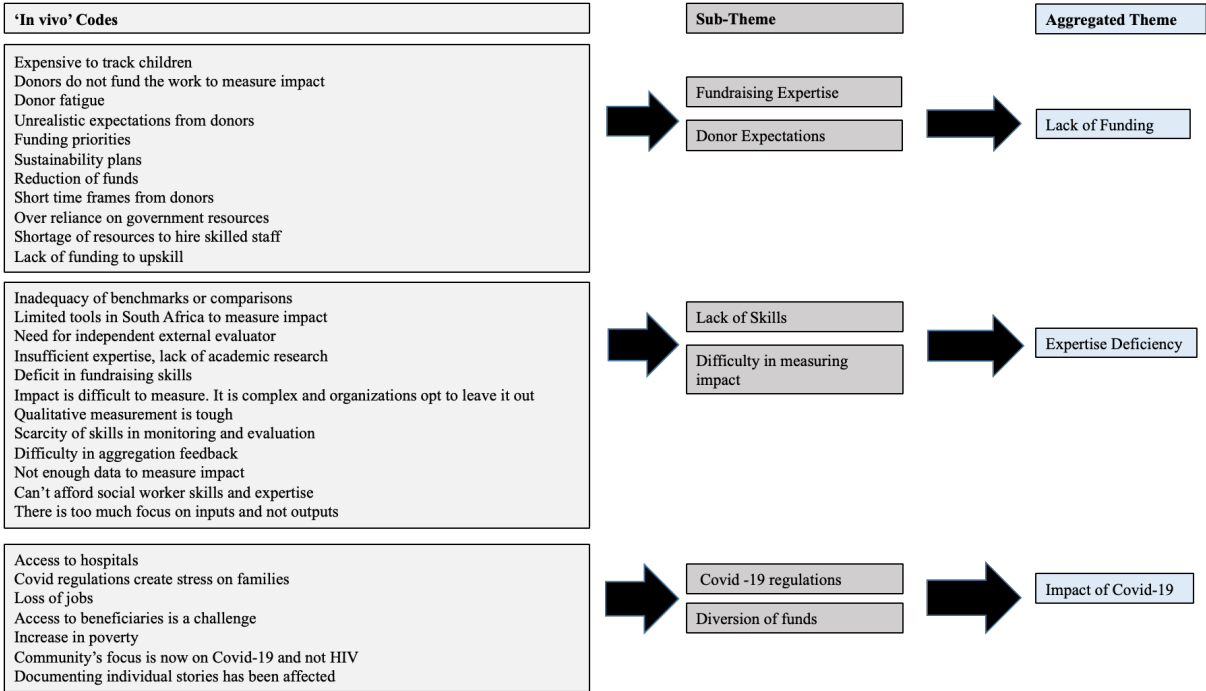 ‘In vivo’ Codes
Sub-Theme
Aggregated Theme
Expensive to track children
Donors do not fund the work to measure impact
Donor fatigue
Unrealistic expectations from donors
Funding priorities
Sustainability plans
Reduction of funds
Short time frames from donors
Over reliance on government resources
Shortage of resources to hire skilled staff
Lack of funding to upskill
Fundraising Expertise
Donor Expectations
Lack of Funding
Inadequacy of benchmarks or comparisons
Limited tools in South Africa to measure impact
Need for independent external evaluator
Insufficient expertise, lack of academic research
Deficit in fundraising skills
Impact is difficult to measure. It is complex and organizations opt to leave it out
Qualitative measurement is tough
Scarcity of skills in monitoring and evaluation
Difficulty in aggregation feedback
Not enough data to measure impact
Can’t afford social worker skills and expertise
There is too much focus on inputs and not outputs
Lack of Skills
Difficulty in measuring
impact
Expertise Deficiency
Access to hospitals
Covid regulations create stress on families
Loss of jobs
Access to beneficiaries is a challenge
Increase in poverty
Community’s focus is now on Covid-19 and not HIV
Documenting individual stories has been affected
Covid -19 regulations
Diversion of funds
Impact of Covid-19